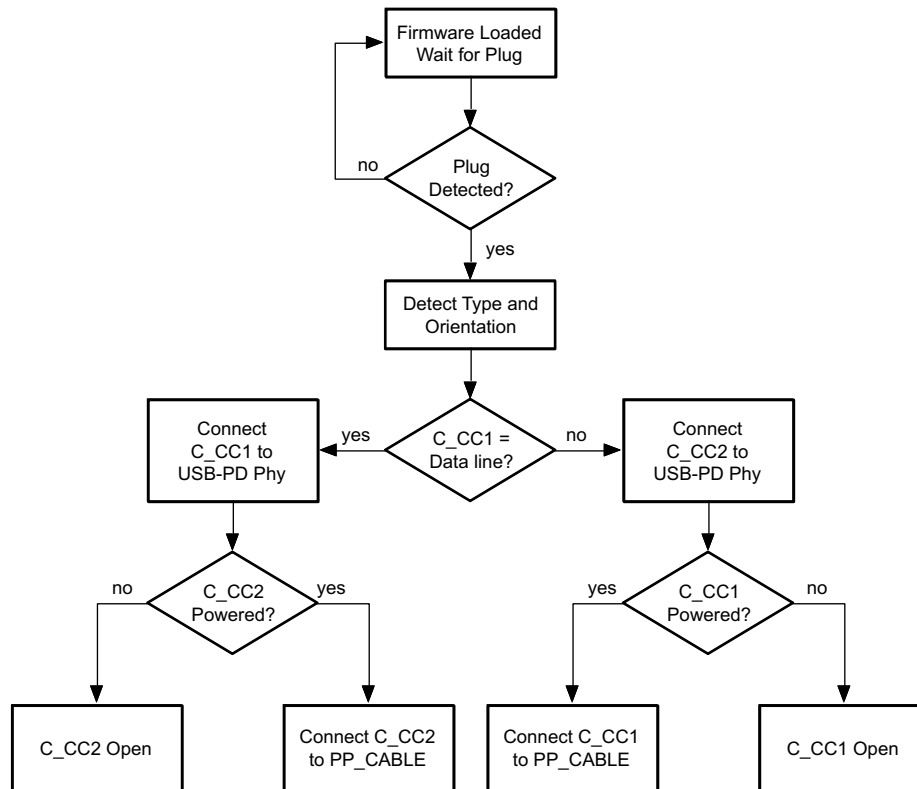 Firmware Loaded
Wait for Plug
no
Plug
Detected?
yes
Detect Type and
Orientation
Connect
C_CC1 to
USB-PD Phy
yes
C_CC1 =
Data line?
no
Connect
C_CC2 to
USB-PD Phy
no
C_CC2
Powered?
yes
yes
C_CC1
Powered?
no
C_CC2 Open
Connect C_CC2
to PP_CABLE
Connect C_CC1
to PP_CABLE
C_CC1 Open